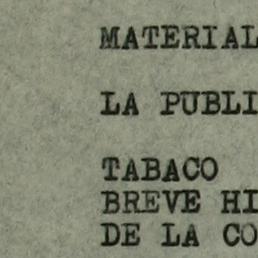 MATERIAL
LA PUBLI
TABACO
BREVE HI
DE LA CO